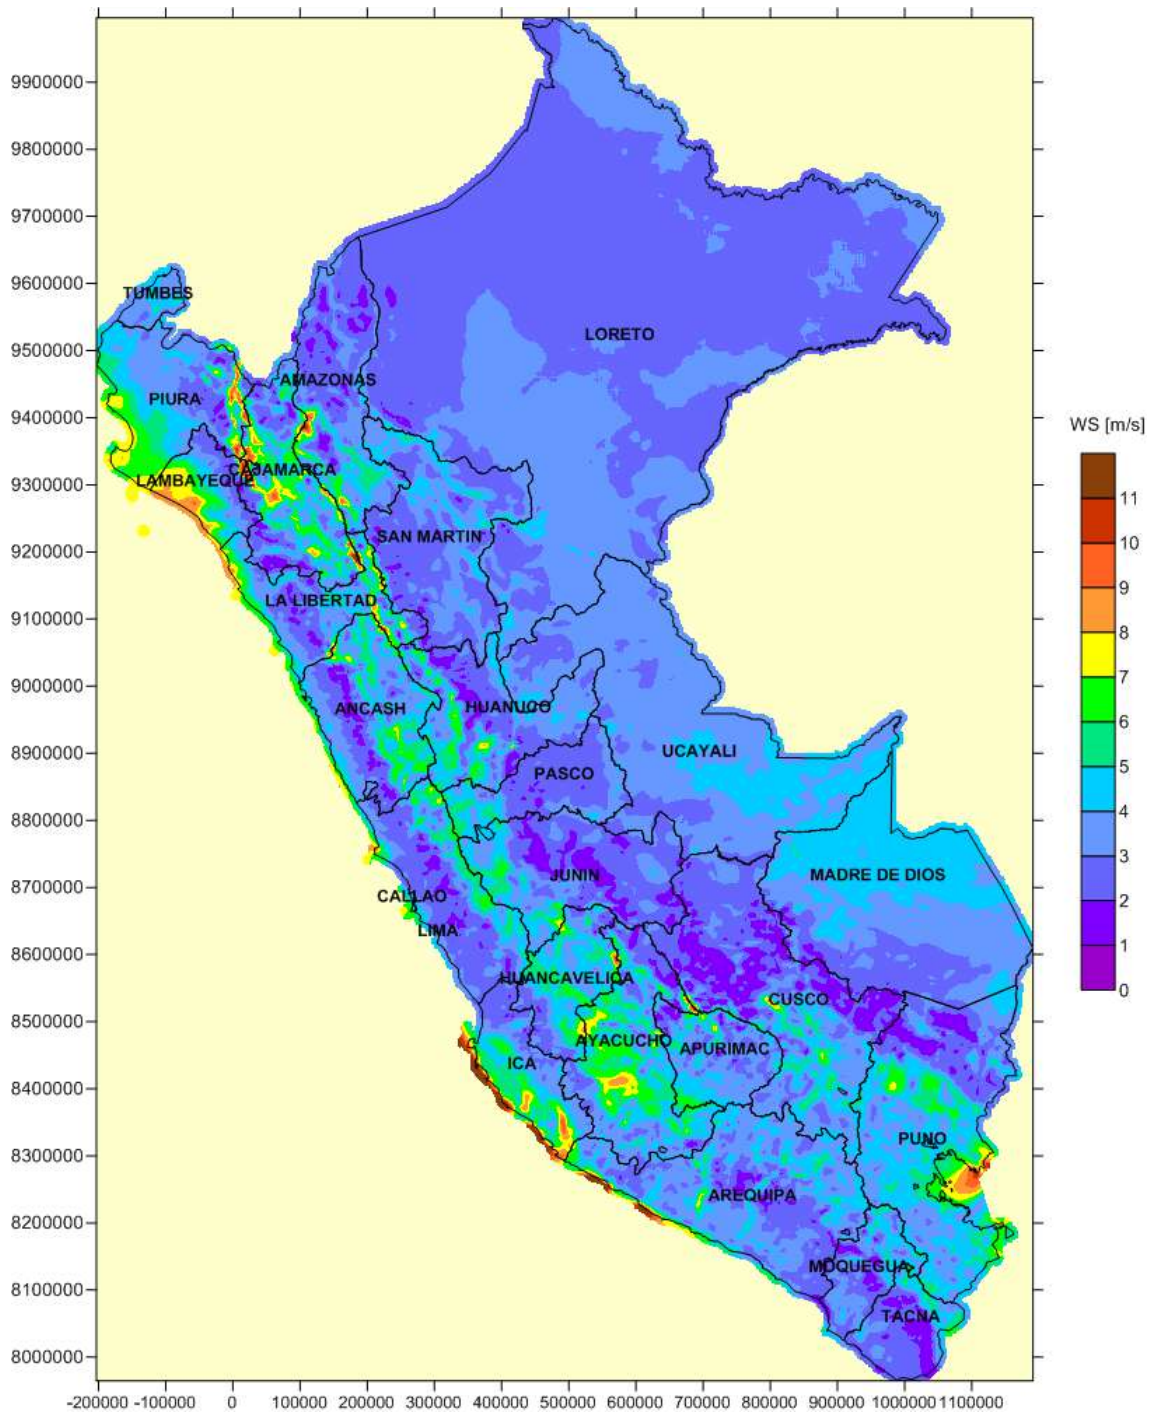 9900000
9800000
9700000
9600000
9500000
9400000
9300000
9200000
9100000
9000000
8900000
8800000
8700000
8600000
8500000
8400000
8300000
8200000
8100000
8000000
TUMBES
LORETO
AMAZONAS
PIURA
CAJAMARCA
LAMBAYEQUE
SAN MARTIN
LA LIBERTAD
ANCASH
HUANUCO
UCAYALI
PASCO
JUNIN
MADRE DE DIOS
CALLAO
LIMA
HUANCAVELICA
CUSCO
AYACUCHO
APURIMAC
ICA
PUNO
AREQUIPA
MOQUEGUA
TACNA
WS [m/s]
11
10
9
8
7
6
5
4
3
2
1
0
-200000 -100000 0 100000 200000 300000 400000 500000 600000 700000 800000 900000 1000000 1100000